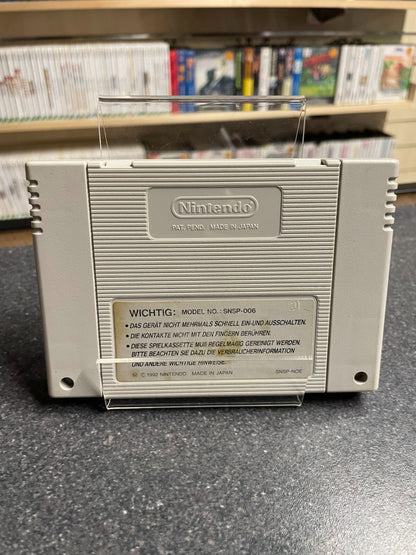 Nintendo
PAT. PEND. MADE IN JAPAN
WICHTIG: MODEL NO.: SNSP-006
• DAS GERÄT NICHT MEHRMALS SCHNELL EIN-UND AUSSCHALTEN.
• DIE KONTAKTE NICHT MIT DEN FINGERN BERÜHREN.
• DIESE SPIELKASSETTE MUß REGELMÄßIG GEREINIGT WERDEN.
BITTE BEACHTEN SIE DAZU DIE VERBRAUCHERINFORMATION
UND ANDERE WICHTIGE HINWEISE.
© 1992 NINTENDO MADE IN JAPAN SNSP-NOE